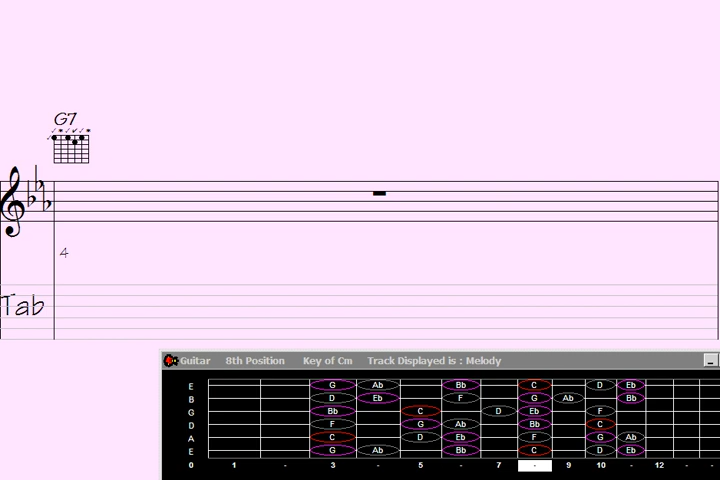 G7
4
Tab
Guitar 8th Position Key of Cm Track Displayed is : Melody
E G Ab Bb C D Eb
B D Eb F G Ab Bb
G Bb C D Eb F
D F G Ab Bb C
A C D Eb F G Ab
E G Ab Bb C D Eb
0 1 - 3 - 5 - 7 - 9 10 - 12 - -